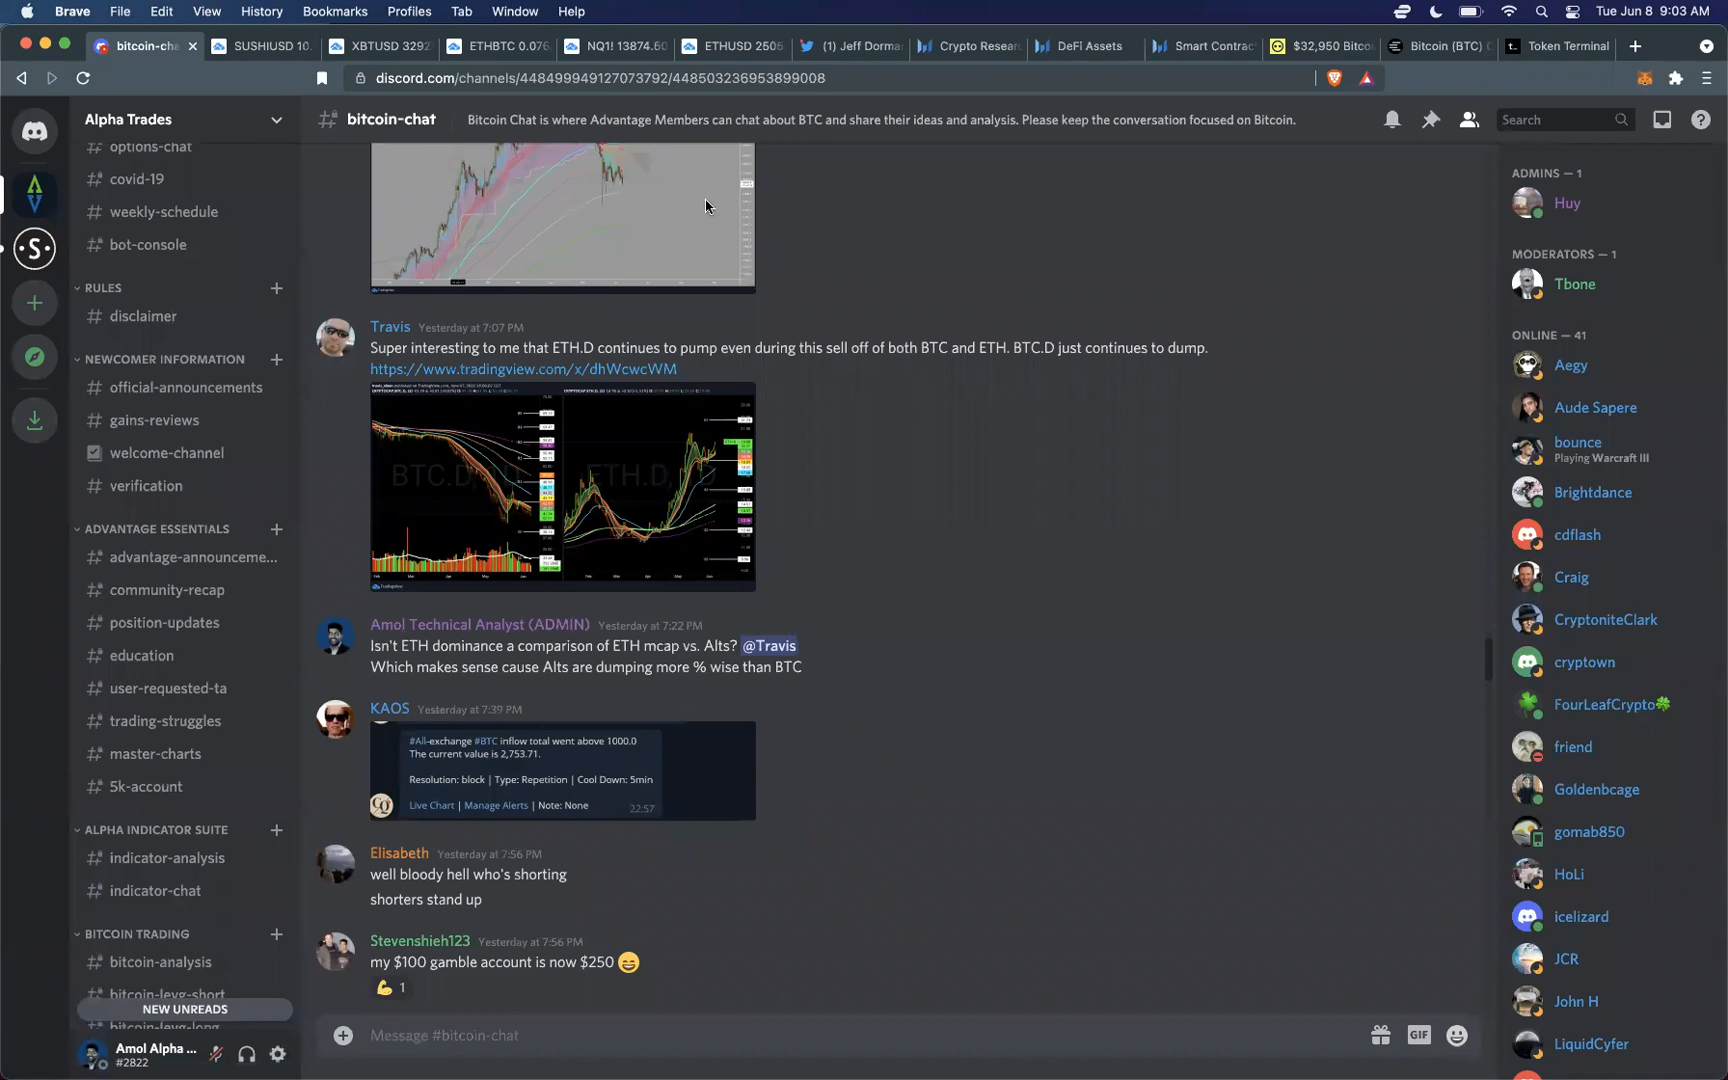 Brave File Edit View History Bookmarks Profiles Tab Window Help Tue Jun 8 9:03 AM
bitcoin-cha SUSHIUSD 10. XBTUSD 3292 ETHBTC 0.076 NQ1! 13874.50 ETHUSD 2505 (1) Jeff Dorma Crypto Resear DeFi Assets Smart Contrac $32,950 Bitco Bitcoin (BTC) Token Terminal
discord.com/channels/448499949127073792/448503236953899008
Alpha Trades
bitcoin-chat Bitcoin Chat is where Advantage Members can chat about BTC and share their ideas and analysis. Please keep the conversation focused on Bitcoin. Search
options-chat
covid-19
weekly-schedule
bot-console
RULES
disclaimer
NEWCOMER INFORMATION
official-announcements
gains-reviews
welcome-channel
verification
ADVANTAGE ESSENTIALS
advantage-announceme...
community-recap
position-updates
education
user-requested-ta
trading-struggles
master-charts
5k-account
ALPHA INDICATOR SUITE
indicator-analysis
indicator-chat
BITCOIN TRADING
bitcoin-analysis
bitcoin-levg-short
NEW UNREADS
bitcoin-levg-long
Amol Alpha ...
#2822
Travis Yesterday at 7:07 PM
Super interesting to me that ETH.D continues to pump even during this sell off of both BTC and ETH. BTC.D just continues to dump.
https://www.tradingview.com/x/dhWcwcWM
BTC.D, ETH.D,
TradingView
Amol Technical Analyst (ADMIN) Yesterday at 7:22 PM
Isn't ETH dominance a comparison of ETH mcap vs. Alts? @Travis
Which makes sense cause Alts are dumping more % wise than BTC
KAOS Yesterday at 7:39 PM
#All-exchange #BTC inflow total went above 1000.0
The current value is 2,753.71.
Resolution: block | Type: Repetition | Cool Down: 5min
Live Chart | Manage Alerts | Note: None 22:57
Elisabeth Yesterday at 7:56 PM
well bloody hell who's shorting
shorters stand up
Stevenshieh123 Yesterday at 7:56 PM
my $100 gamble account is now $250 😄
💪 1
Message #bitcoin-chat GIF
ADMINS — 1
Huy
MODERATORS — 1
Tbone
ONLINE — 41
Aegy
Aude Sapere
bounce
Playing Warcraft III
Brightdance
cdflash
Craig
CryptoniteClark
cryptown
FourLeafCrypto🍀
friend
Goldenbcage
gomab850
HoLi
icelizard
JCR
John H
LiquidCyfer